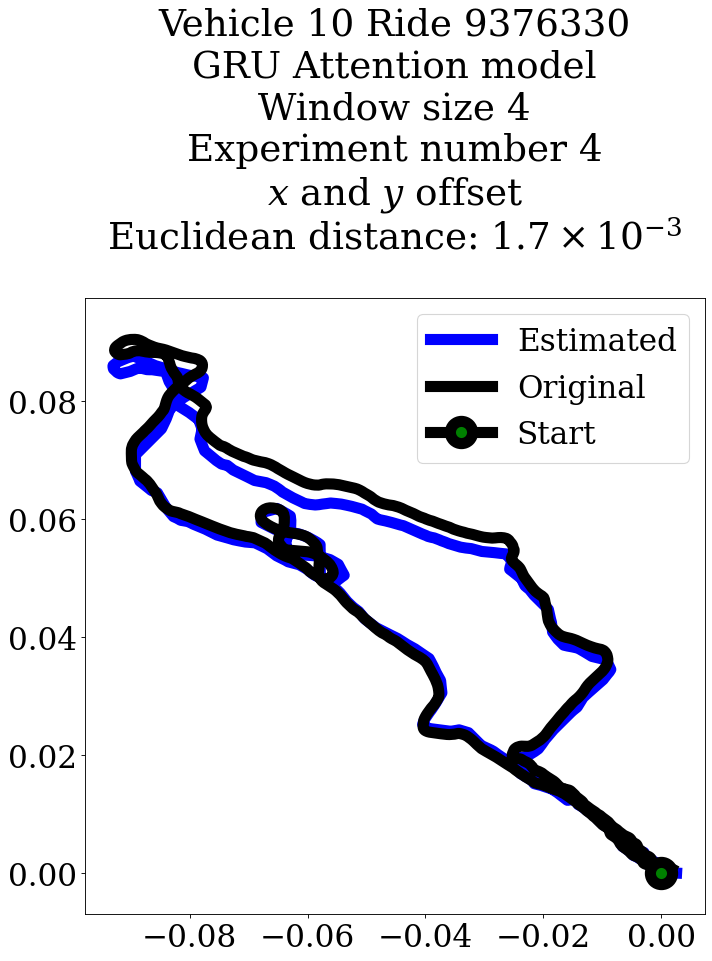 Vehicle 10 Ride 9376330
GRU Attention model
Window size 4
Experiment number 4
x and y offset
Euclidean distance: 1.7 × 10⁻³
Estimated
Original
Start
0.08
0.06
0.04
0.02
0.00
−0.08 −0.06 −0.04 −0.02 0.00